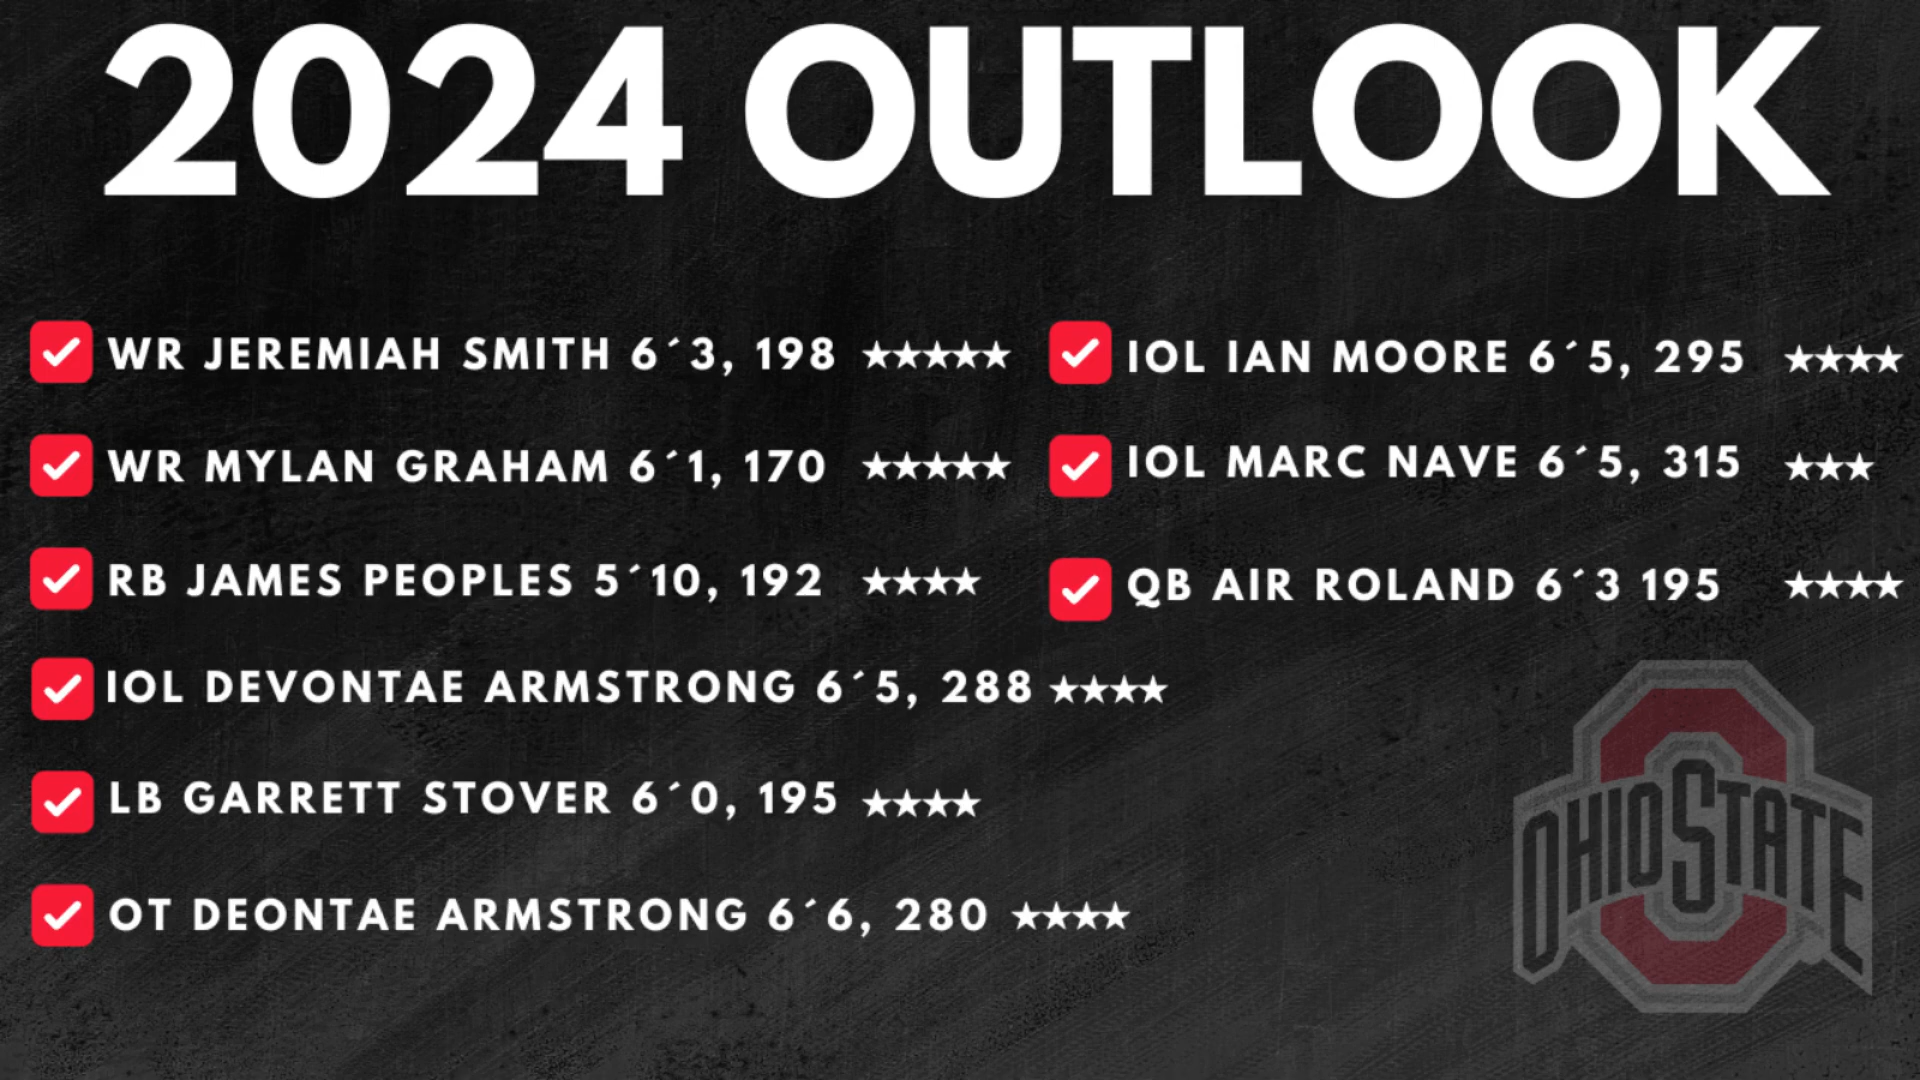 2024 OUTLOOK
WR JEREMIAH SMITH 6´3, 198 ★★★★★
WR MYLAN GRAHAM 6´1, 170 ★★★★★
RB JAMES PEOPLES 5´10, 192 ★★★★
IOL DEVONTAE ARMSTRONG 6´5, 288 ★★★★
LB GARRETT STOVER 6´0, 195 ★★★★
OT DEONTAE ARMSTRONG 6´6, 280 ★★★★
IOL IAN MOORE 6´5, 295 ★★★★
IOL MARC NAVE 6´5, 315 ★★★
QB AIR ROLAND 6´3 195 ★★★★
OHIO STATE